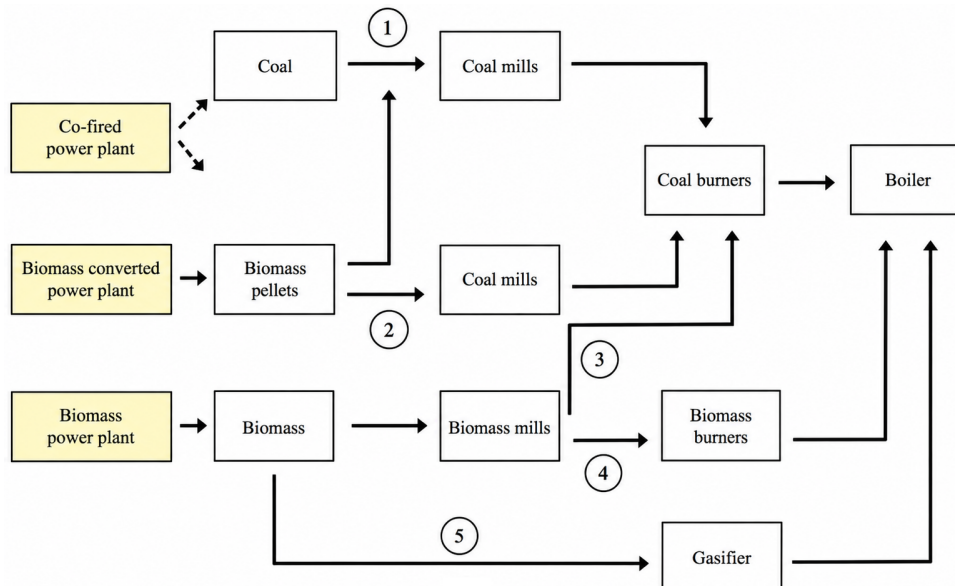 1
Coal
Coal mills
Co-fired
power plant
Coal burners
Boiler
Biomass converted
power plant
Biomass
pellets
Coal mills
2
3
Biomass
power plant
Biomass
Biomass mills
Biomass
burners
4
5
Gasifier